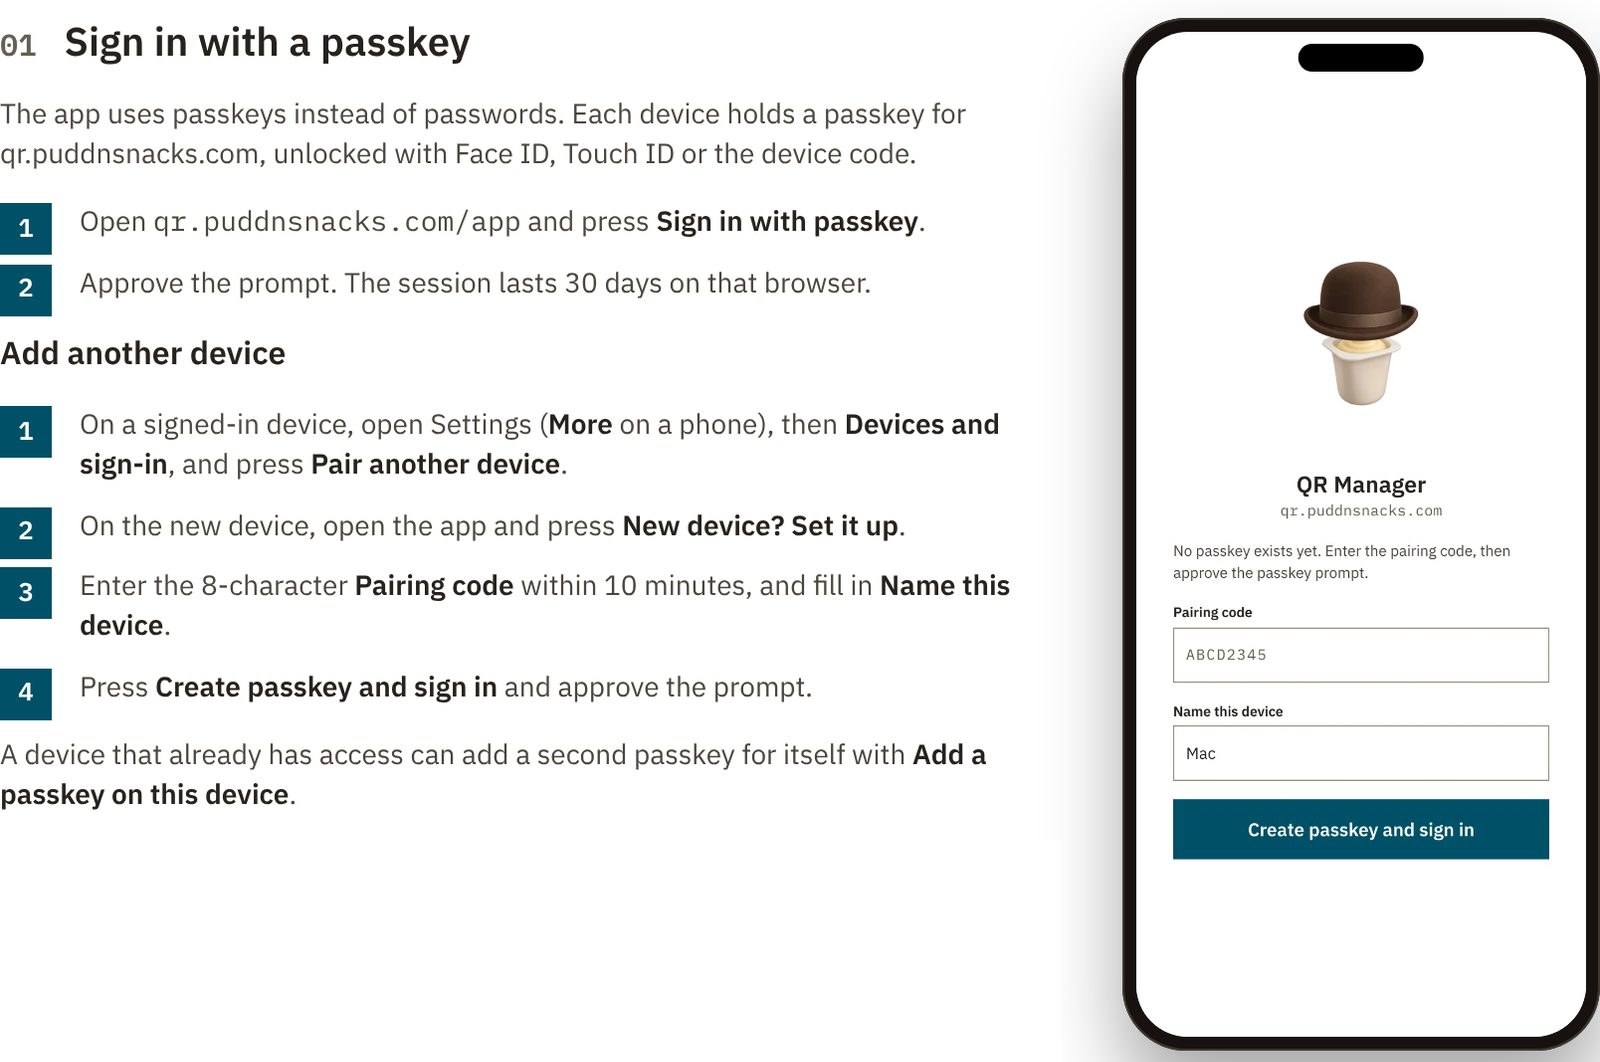 01 Sign in with a passkey
The app uses passkeys instead of passwords. Each device holds a passkey for
qr.puddnsnacks.com, unlocked with Face ID, Touch ID or the device code.
1 Open qr.puddnsnacks.com/app and press Sign in with passkey.
2 Approve the prompt. The session lasts 30 days on that browser.
Add another device
1 On a signed-in device, open Settings (More on a phone), then Devices and
sign-in, and press Pair another device.
2 On the new device, open the app and press New device? Set it up.
3 Enter the 8-character Pairing code within 10 minutes, and fill in Name this
device.
4 Press Create passkey and sign in and approve the prompt.
A device that already has access can add a second passkey for itself with Add a
passkey on this device.
QR Manager
qr.puddnsnacks.com
No passkey exists yet. Enter the pairing code, then
approve the passkey prompt.
Pairing code
ABCD2345
Name this device
Mac
Create passkey and sign in